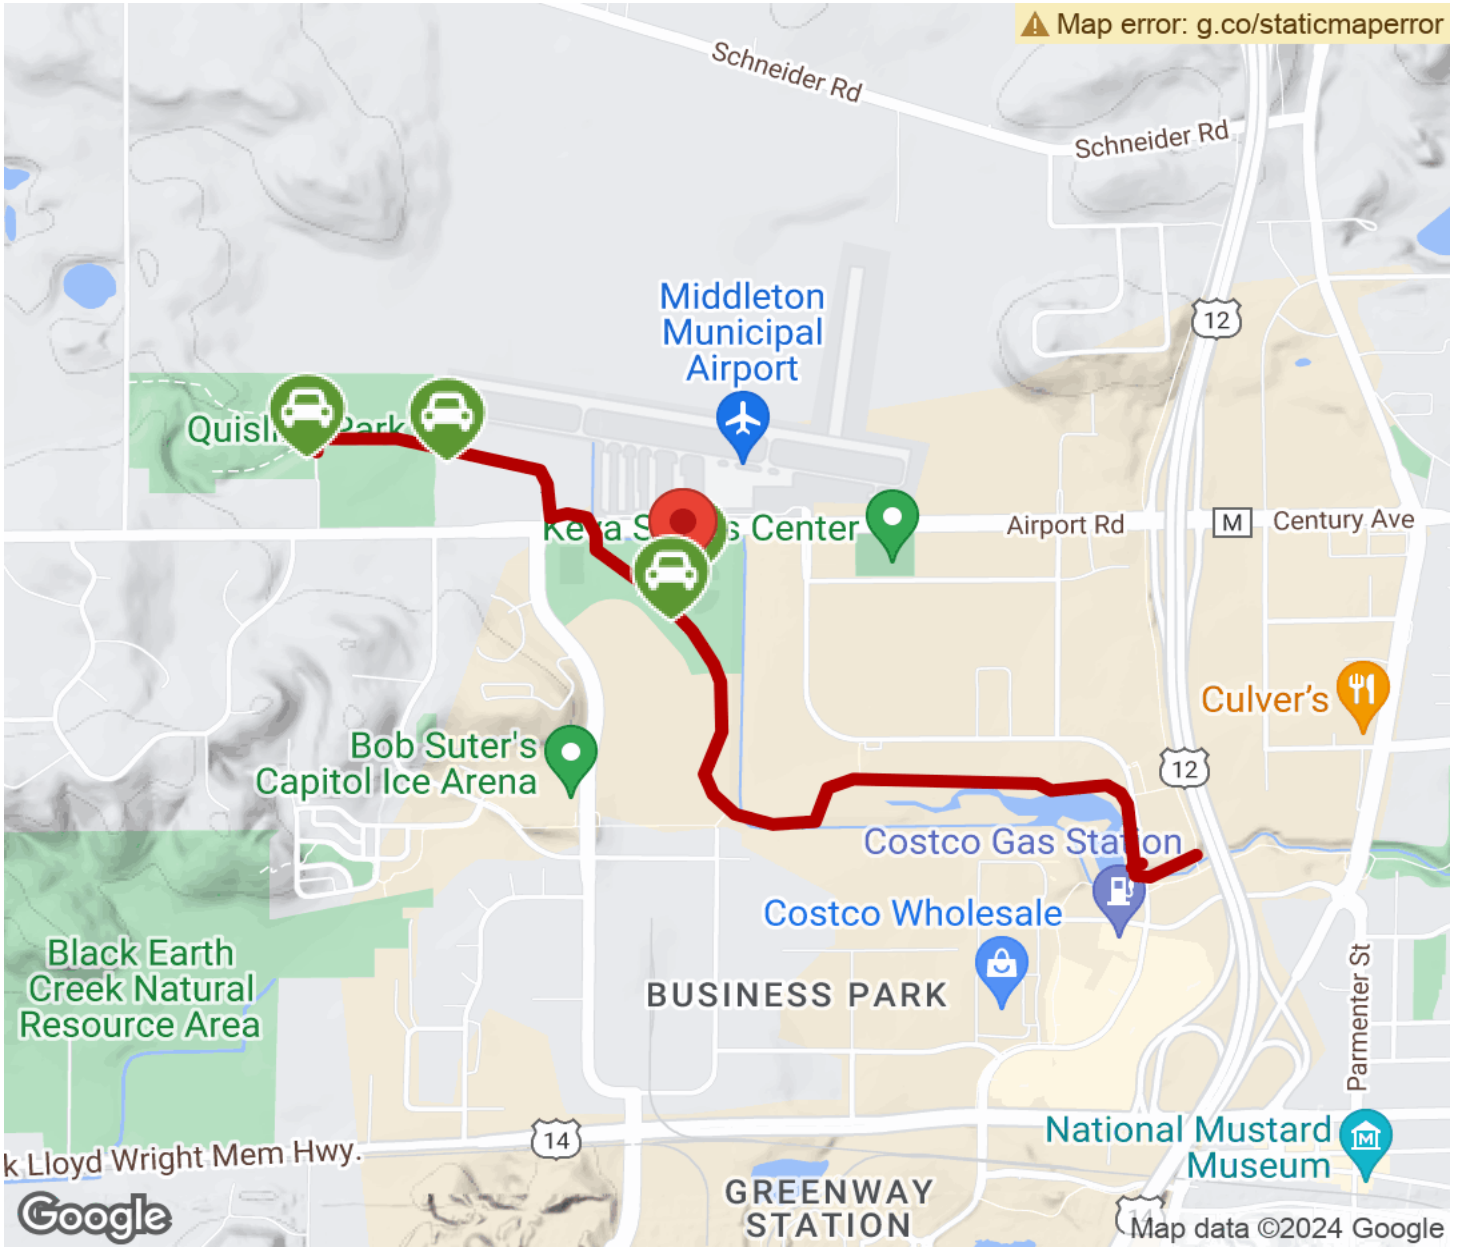 Map error: g.co/staticmaperror
Schneider Rd
Schneider Rd
12
Middleton
Municipal
Airport
Airport Rd
M
Century Ave
Center
Culver's
12
Bob Suter's
Capitol Ice Arena
Costco Gas Station
Costco Wholesale
Black Earth
Creek Natural
Resource Area
BUSINESS PARK
Parmenter St
14
k Lloyd Wright Mem Hwy.
National Mustard
Museum
M
GREENWAY
STATION
14
Google
Map data ©2024 Google